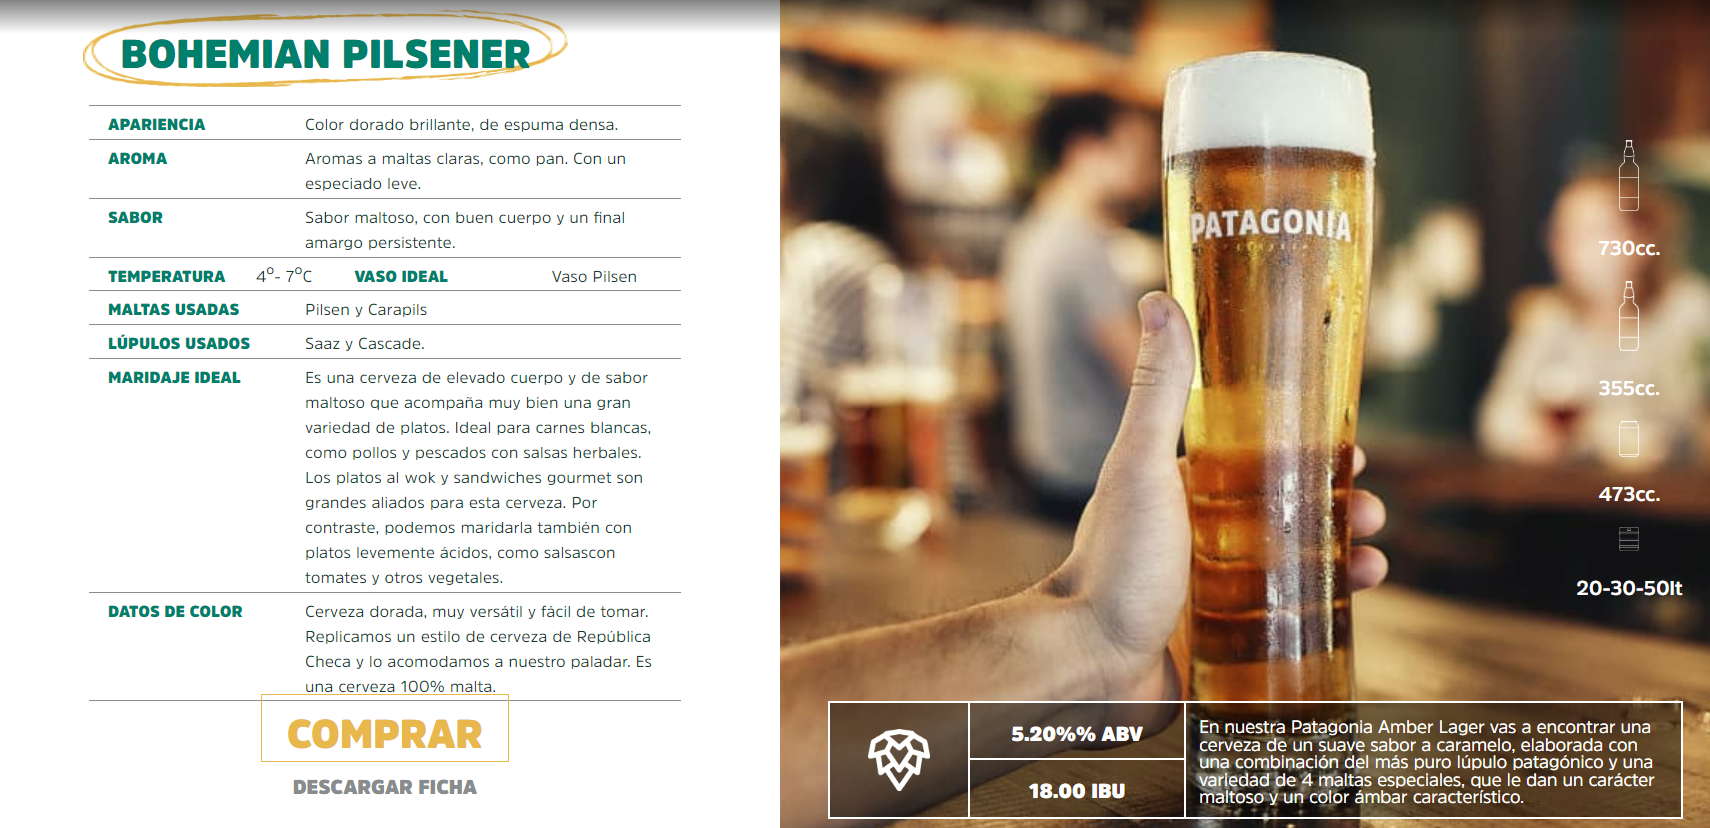 BOHEMIAN PILSENER
APARIENCIA Color dorado brillante, de espuma densa.
AROMA Aromas a maltas claras, como pan. Con un
especiado leve.
SABOR Sabor maltoso, con buen cuerpo y un final
amargo persistente.
TEMPERATURA 4º- 7ºC VASO IDEAL Vaso Pilsen
MALTAS USADAS Pilsen y Carapils
LÚPULOS USADOS Saaz y Cascade.
MARIDAJE IDEAL Es una cerveza de elevado cuerpo y de sabor
maltoso que acompaña muy bien una gran
variedad de platos. Ideal para carnes blancas,
como pollos y pescados con salsas herbales.
Los platos al wok y sandwiches gourmet son
grandes aliados para esta cerveza. Por
contraste, podemos maridarla también con
platos levemente ácidos, como salsascon
tomates y otros vegetales.
DATOS DE COLOR Cerveza dorada, muy versátil y fácil de tomar.
Replicamos un estilo de cerveza de República
Checa y lo acomodamos a nuestro paladar. Es
una cerveza 100% malta.
COMPRAR
DESCARGAR FICHA
PATAGONIA
730cc.
355cc.
473cc.
20-30-50lt
5.20%% ABV
18.00 IBU
En nuestra Patagonia Amber Lager vas a encontrar una
cerveza de un suave sabor a caramelo, elaborada con
una combinación del más puro lúpulo patagónico y una
variedad de 4 maltas especiales, que le dan un carácter
maltoso y un color ámbar característico.